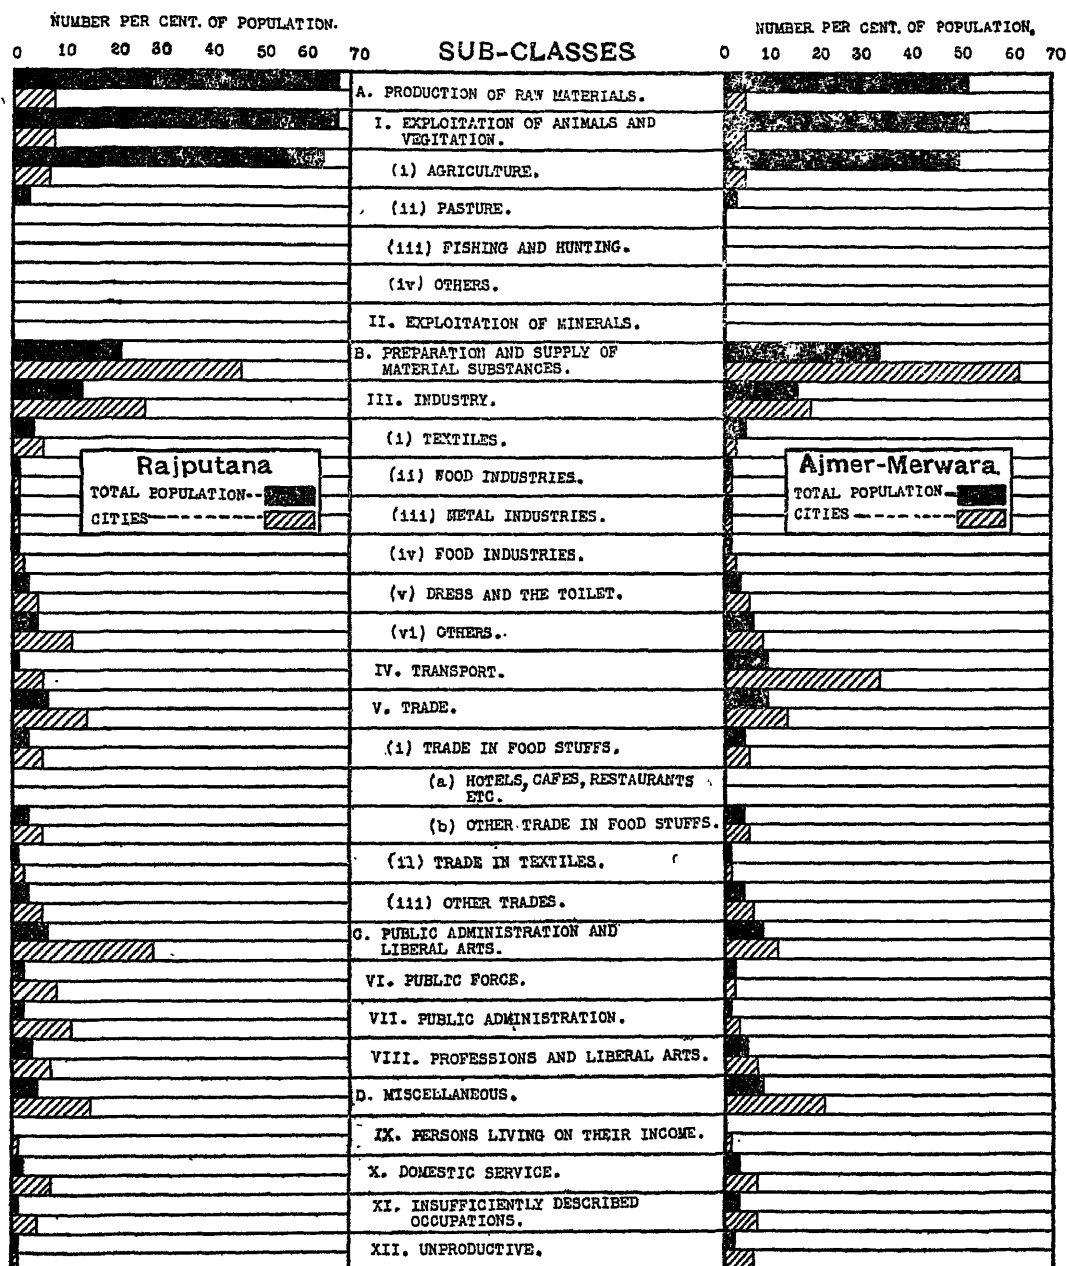 NUMBER PER CENT. OF POPULATION.
NUMBER PER CENT. OF POPULATION.
0 10 20 30 40 50 60 70
SUB-CLASSES
0 10 20 30 40 50 60 70
A. PRODUCTION OF RAW MATERIALS.
I. EXPLOITATION OF ANIMALS AND
VEGITATION.
(i) AGRICULTURE.
(ii) PASTURE.
(iii) FISHING AND HUNTING.
(iv) OTHERS.
II. EXPLOITATION OF MINERALS.
B. PREPARATION AND SUPPLY OF
MATERIAL SUBSTANCES.
III. INDUSTRY.
(i) TEXTILES.
Rajputana
TOTAL POPULATION
CITIES
Ajmer-Merwara.
TOTAL POPULATION
CITIES
(ii) WOOD INDUSTRIES.
(iii) METAL INDUSTRIES.
(iv) FOOD INDUSTRIES.
(v) DRESS AND THE TOILET.
(vi) OTHERS.
IV. TRANSPORT.
V. TRADE.
(i) TRADE IN FOOD STUFFS.
(a) HOTELS, CAFES, RESTAURANTS
ETC.
(b) OTHER TRADE IN FOOD STUFFS.
(ii) TRADE IN TEXTILES.
(iii) OTHER TRADES.
C. PUBLIC ADMINISTRATION AND
LIBERAL ARTS.
VI. PUBLIC FORCE.
VII. PUBLIC ADMINISTRATION.
VIII. PROFESSIONS AND LIBERAL ARTS.
D. MISCELLANEOUS.
IX. PERSONS LIVING ON THEIR INCOME.
X. DOMESTIC SERVICE.
XI. INSUFFICIENTLY DESCRIBED
OCCUPATIONS.
XII. UNPRODUCTIVE.